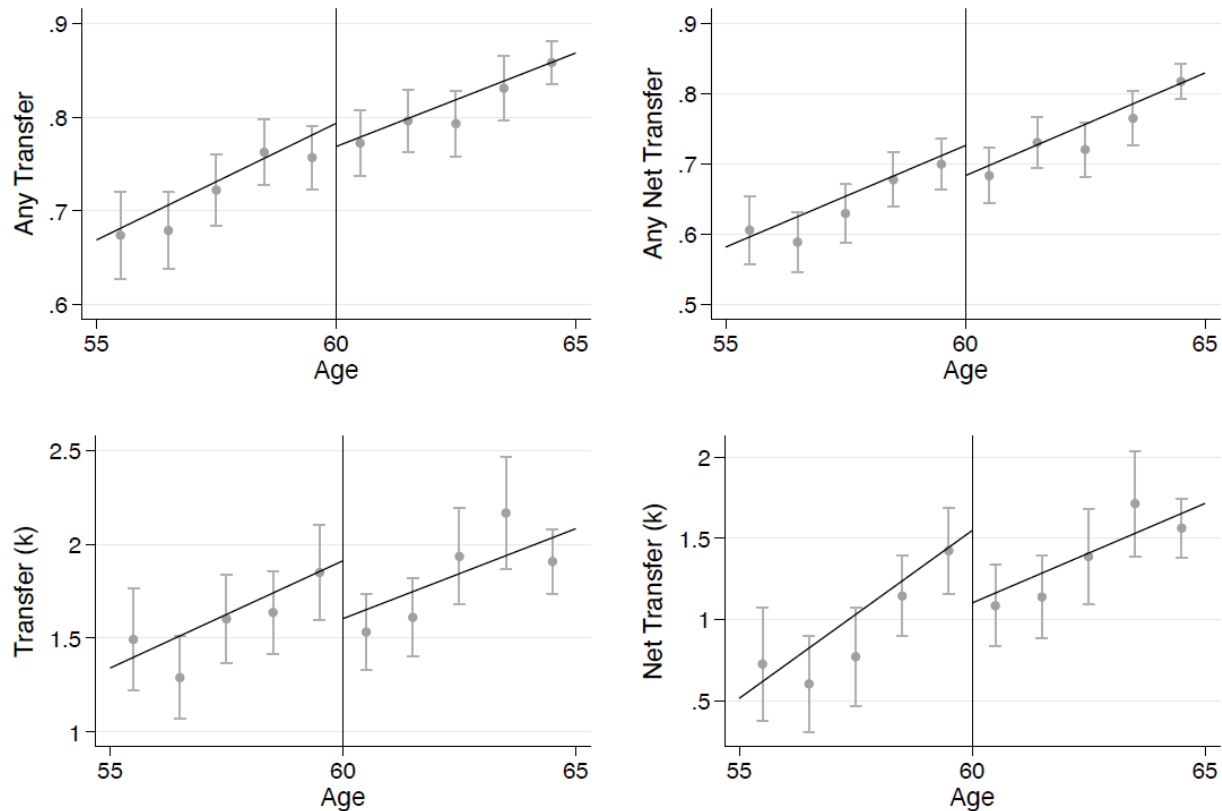 Any Transfer
.9
.8
.7
.6
55 60 65
Age
Any Net Transfer
.9
.8
.7
.6
.5
55 60 65
Age
Transfer (k)
2.5
2
1.5
1
55 60 65
Age
Net Transfer (k)
2
1.5
1
.5
55 60 65
Age